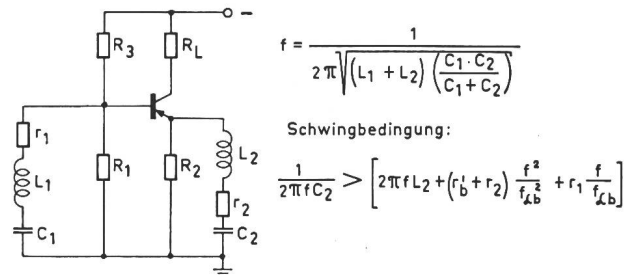 −
R3
RL
f = 1 / (2π√((L1 + L2) (C1 · C2 / (C1 + C2))))
r1
L1
C1
R1
R2
L2
r2
C2
Schwingbedingung:
1 / (2πfC2) > [2πfL2 + (r'b + r2) f² / f²αb + r1 f / fαb]